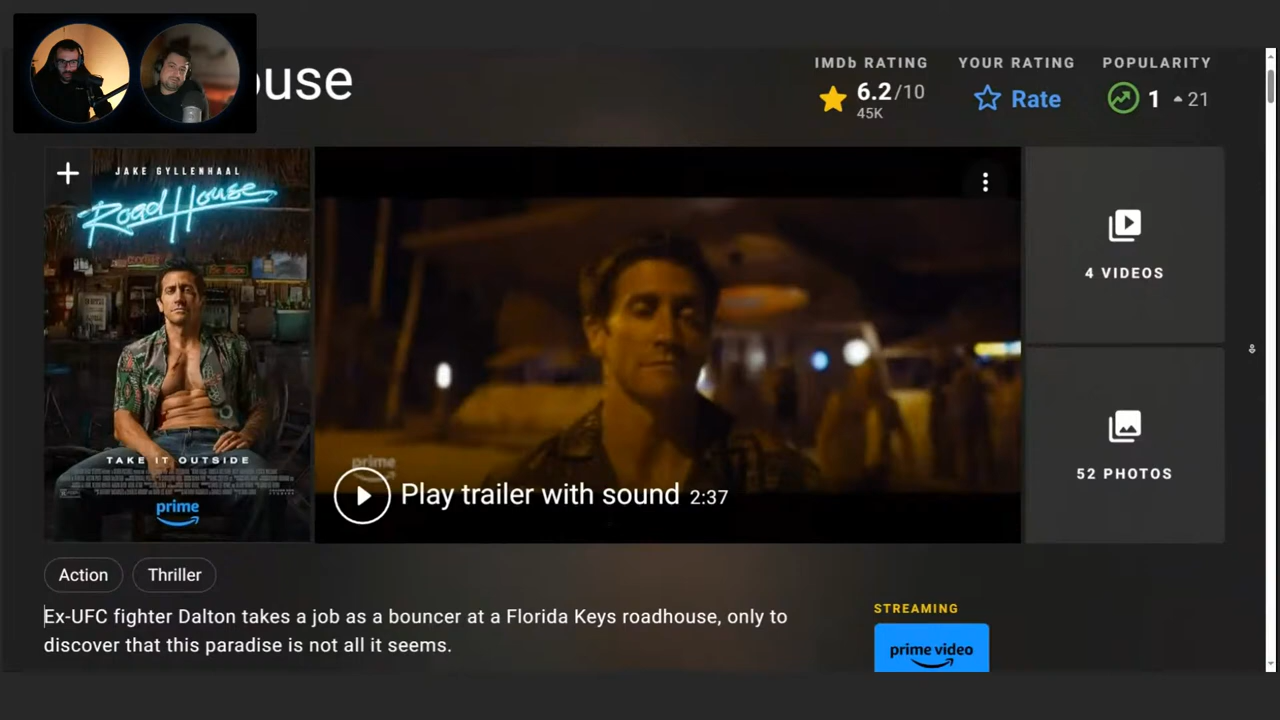 ouse
IMDb RATING
6.2/10
45K
YOUR RATING
Rate
POPULARITY
1
21
JAKE GYLLENHAAL
Road House
TAKE IT OUTSIDE
prime
prime
Play trailer with sound 2:37
4 VIDEOS
52 PHOTOS
Action
Thriller
Ex-UFC fighter Dalton takes a job as a bouncer at a Florida Keys roadhouse, only to
discover that this paradise is not all it seems.
STREAMING
prime video